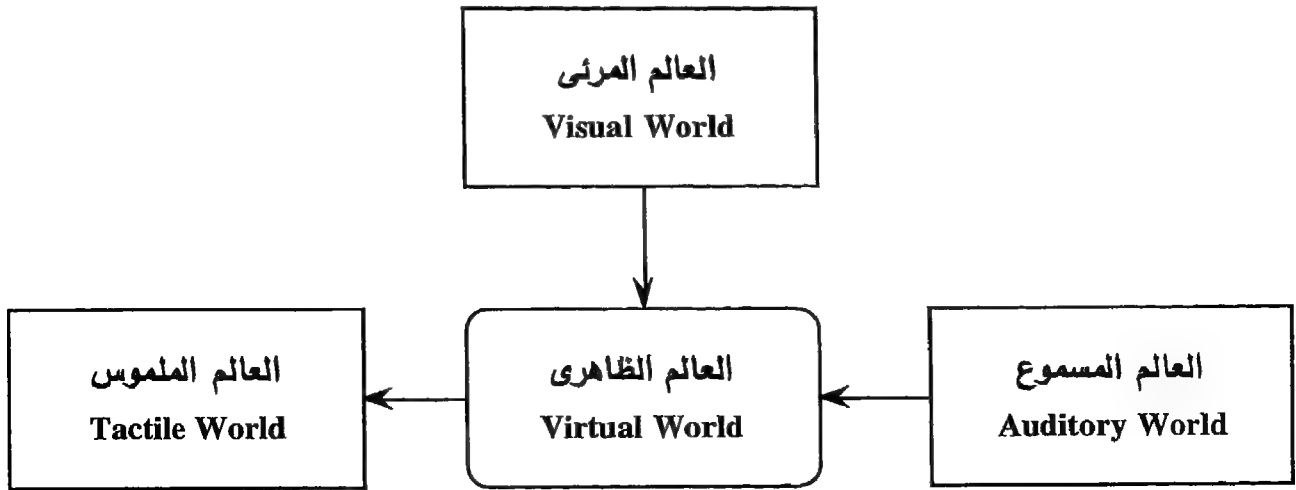 العالم المرئى
Visual World
العالم الملموس
Tactile World
العالم الظاهرى
Virtual World
العالم المسموع
Auditory World